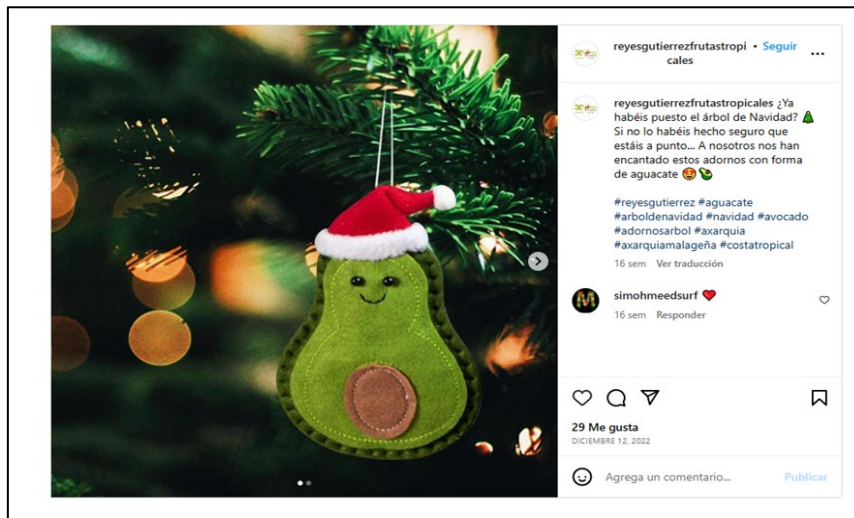 reyesgutierrezfrutastropi • Seguir
cales
reyesgutierrezfrutastropicales ¿Ya
habéis puesto el árbol de Navidad? 🎄
Si no lo habéis hecho seguro que
estáis a punto... A nosotros nos han
encantado estos adornos con forma
de aguacate 🤩🥑
#reyesgutierrez #aguacate
#arboldenavidad #navidad #avocado
#adornosarbol #axarquia
#axarquiamalageña #costatropical
16 sem Ver traducción
simohmeedsurf ❤️
16 sem Responder
29 Me gusta
DICIEMBRE 12, 2022
Agrega un comentario... Publicar